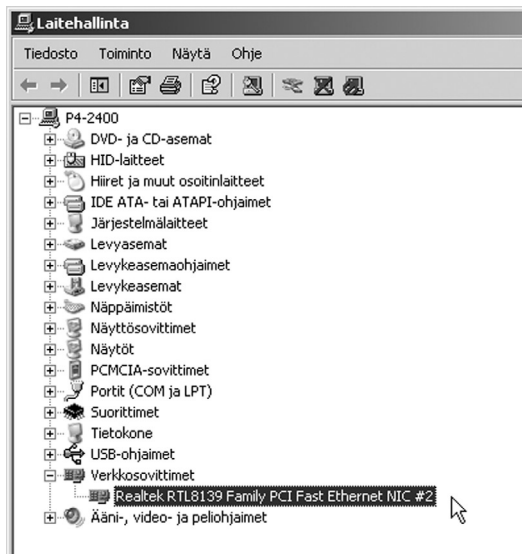 Laitehallinta
Tiedosto Toiminto Näytä Ohje
P4-2400
DVD- ja CD-asemat
HID-laitteet
Hiiret ja muut osoitinlaitteet
IDE ATA- tai ATAPI-ohjaimet
Järjestelmälaitteet
Levyasemat
Levykeasemaohjaimet
Levykeasemat
Näppäimistöt
Näyttösovittimet
Näytöt
PCMCIA-sovittimet
Portit (COM ja LPT)
Suorittimet
Tietokone
USB-ohjaimet
Verkkosovittimet
Realtek RTL8139 Family PCI Fast Ethernet NIC #2
Ääni-, video- ja peliohjaimet